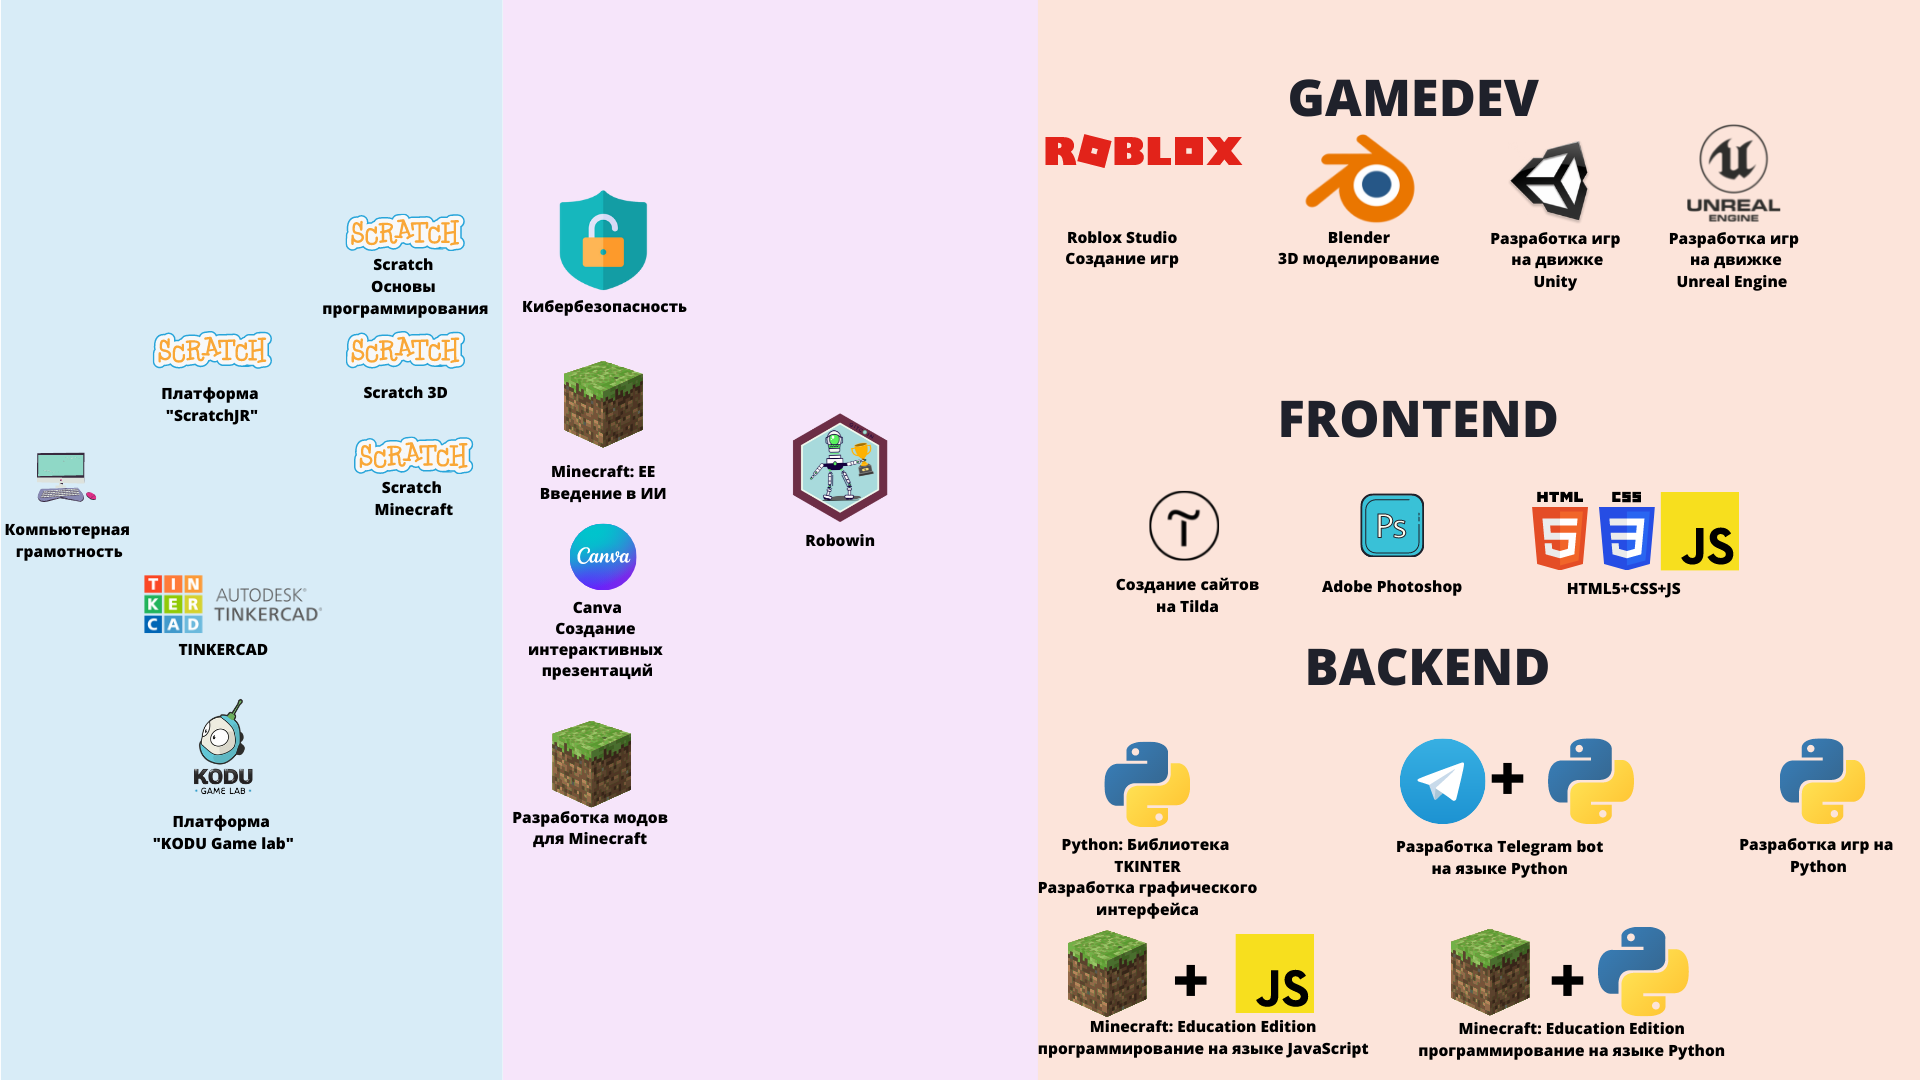 Компьютерная
грамотность
SCRATCH
Платформа
"ScratchJR"
TIN
KER
CAD
AUTODESK®
TINKERCAD®
TINKERCAD
KODU
· GAME LAB ·
Платформа
"KODU Game lab"
SCRATCH
Scratch
Основы
программирования
SCRATCH
Scratch 3D
SCRATCH
Scratch
Minecraft
Кибербезопасность
Minecraft: EE
Введение в ИИ
Canva
Canva
Создание
интерактивных
презентаций
Разработка модов
для Minecraft
Robowin
GAMEDEV
ROBLOX
Roblox Studio
Создание игр
Blender
3D моделирование
Разработка игр
на движке
Unity
UNREAL
ENGINE
Разработка игр
на движке
Unreal Engine
FRONTEND
T
Создание сайтов
на Tilda
Ps
Adobe Photoshop
HTML
5
CSS
3
JS
HTML5+CSS+JS
BACKEND
Python: Библиотека
TKINTER
Разработка графического
интерфейса
+
Разработка Telegram bot
на языке Python
Разработка игр на
Python
+
JS
Minecraft: Education Edition
программирование на языке JavaScript
+
Minecraft: Education Edition
программирование на языке Python